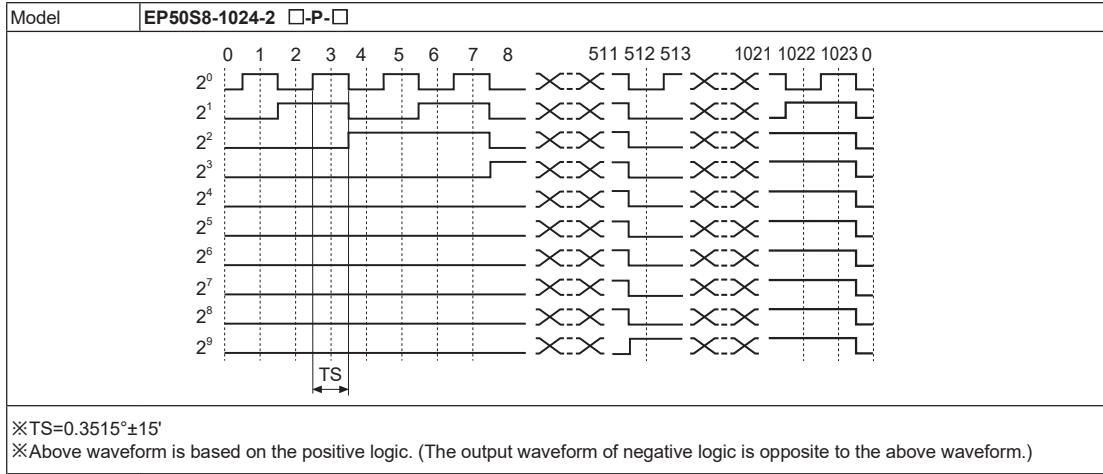 Model EP50S8-1024-2 □-P-□
0 1 2 3 4 5 6 7 8 511 512 513 1021 1022 1023 0
2⁰
2¹
2²
2³
2⁴
2⁵
2⁶
2⁷
2⁸
2⁹
TS
※TS=0.3515°±15'
※Above waveform is based on the positive logic. (The output waveform of negative logic is opposite to the above waveform.)